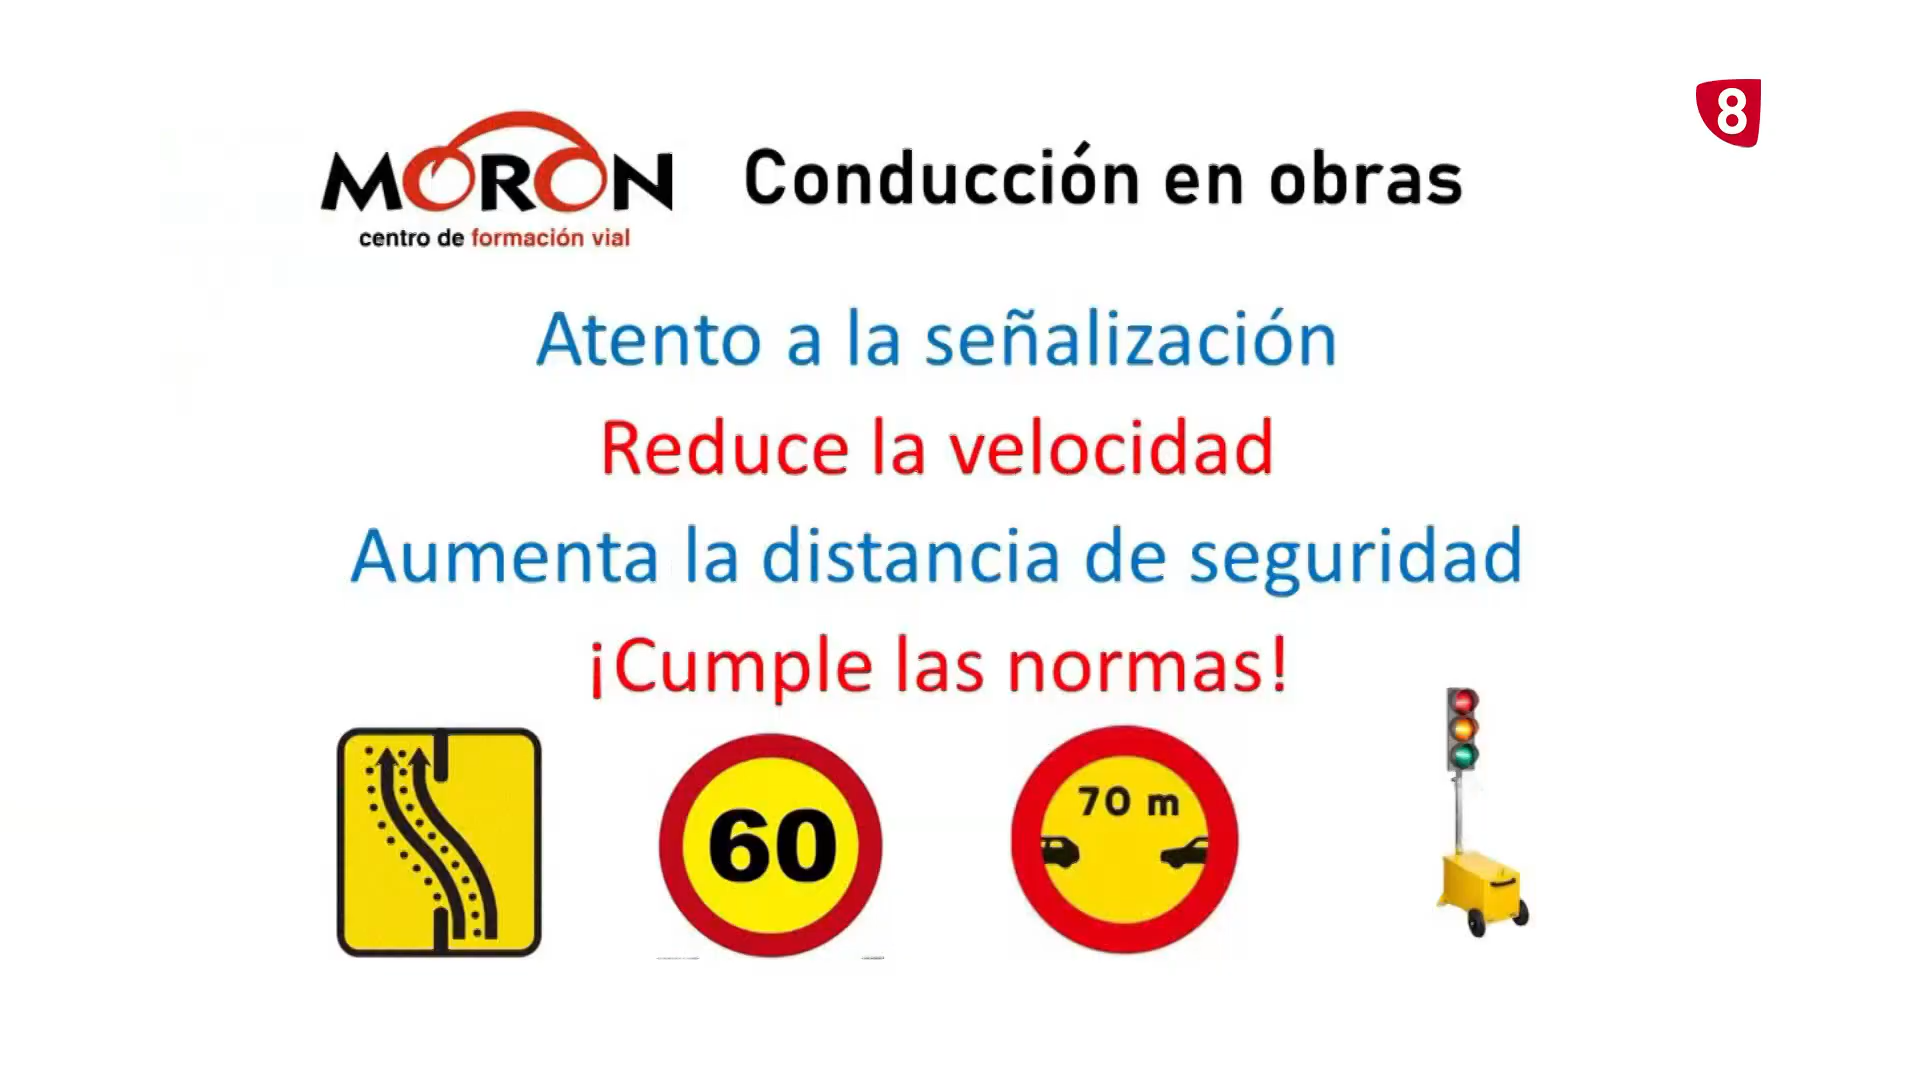 MORON
centro de formación vial
Conducción en obras
8
Atento a la señalización
Reduce la velocidad
Aumenta la distancia de seguridad
¡Cumple las normas!
60
70 m